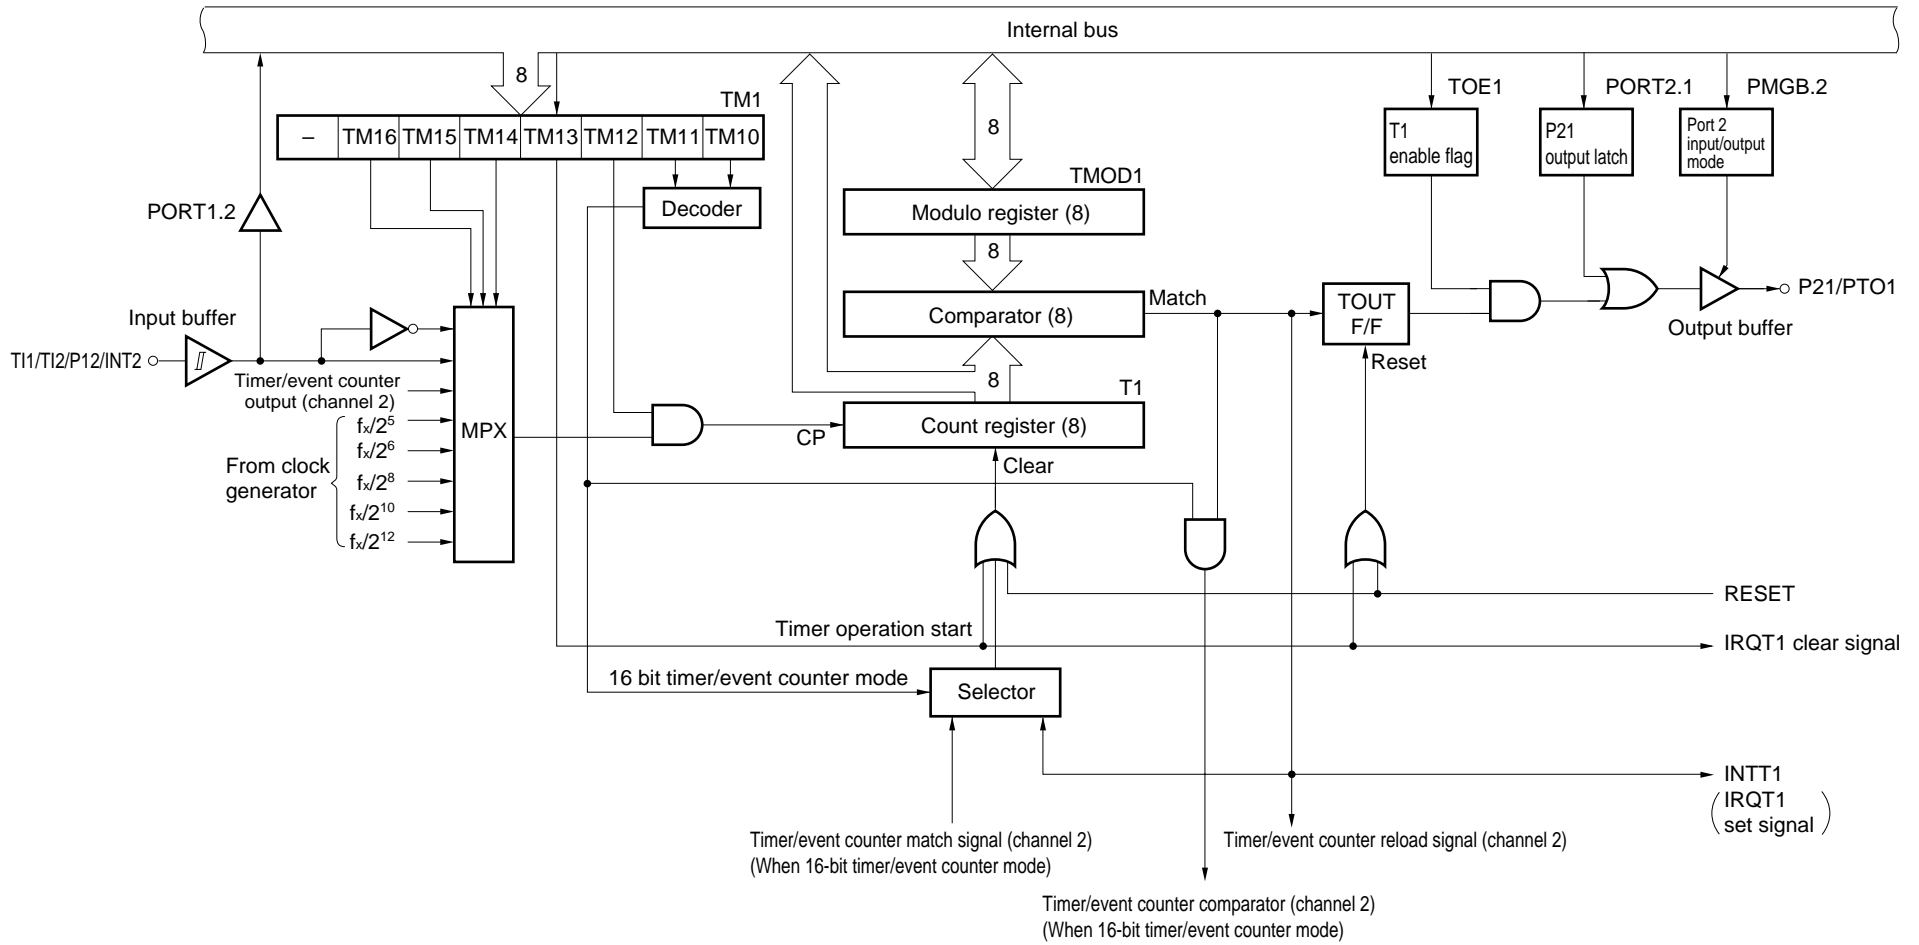 Internal bus
8
TM1
– TM16 TM15 TM14 TM13 TM12 TM11 TM10
TOE1
PORT2.1
PMGB.2
T1
enable flag
P21
output latch
Port 2
input/output
mode
8
TMOD1
PORT1.2
Decoder
Modulo register (8)
8
Match
Comparator (8)
TOUT
F/F
P21/PTO1
Output buffer
Reset
Input buffer
TI1/TI2/P12/INT2
Timer/event counter
output (channel 2)
fx/2⁵
fx/2⁶
fx/2⁸
fx/2¹⁰
fx/2¹²
From clock
generator
MPX
8
T1
CP
Count register (8)
Clear
RESET
Timer operation start
IRQT1 clear signal
16 bit timer/event counter mode
Selector
INTT1
IRQT1
set signal
Timer/event counter match signal (channel 2)
(When 16-bit timer/event counter mode)
Timer/event counter reload signal (channel 2)
Timer/event counter comparator (channel 2)
(When 16-bit timer/event counter mode)